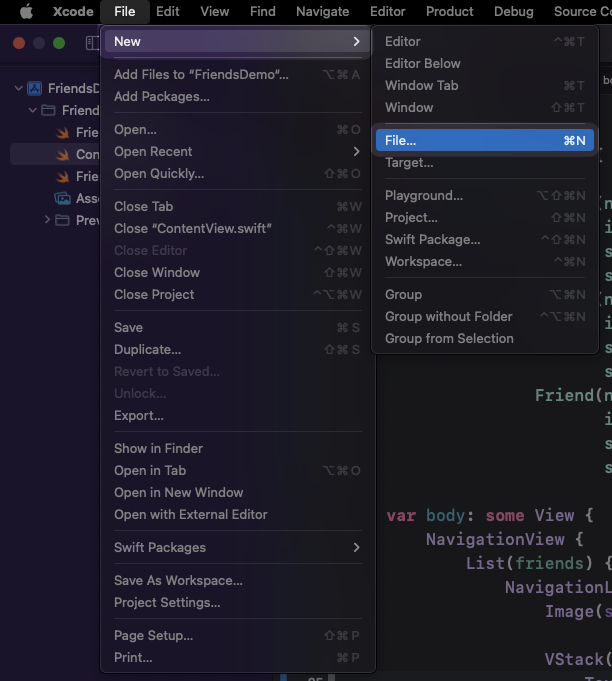 Xcode File Edit View Find Navigate Editor Product Debug Source Co
New
Add Files to “FriendsDemo”... ⌥⌘A
Add Packages...
Open... ⌘O
Open Recent
Open Quickly... ⇧⌘O
Close Tab ⌘W
Close “ContentView.swift” ^⌘W
Close Editor ^⇧⌘W
Close Window ⇧⌘W
Close Project ^⌥⌘W
Save ⌘S
Duplicate... ⇧⌘S
Revert to Saved...
Unlock...
Export...
Show in Finder
Open in Tab ⌥⌘O
Open in New Window
Open with External Editor
Swift Packages
Save As Workspace...
Project Settings...
Page Setup... ⇧⌘P
Print... ⌘P
Editor ^⌘T
Editor Below
Window Tab ⌘T
Window ⇧⌘T
File... ⌘N
Target...
Playground... ⌥⇧⌘N
Project... ⇧⌘N
Swift Package... ^⇧⌘N
Workspace... ^⌘N
Group ⌥⌘N
Group without Folder ^⌥⌘N
Group from Selection
FriendsD
Friend
Frie
Con
Frie
Asse
Prev
bo
(n
i
s
s
(n
i
s
s
Friend(n
i
s
s
var body: some View {
NavigationView {
List(friends) {
NavigationL
Image(s
VStack(